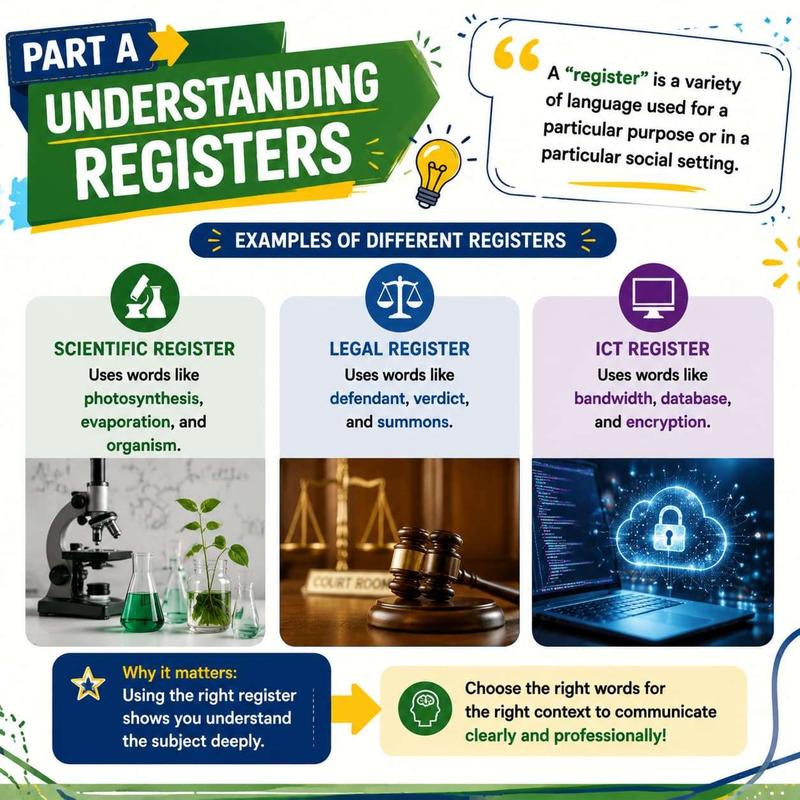 PART A
UNDERSTANDING
REGISTERS
“
A “register” is a variety
of language used for a
particular purpose or in a
particular social setting.
EXAMPLES OF DIFFERENT REGISTERS
SCIENTIFIC REGISTER
Uses words like
photosynthesis,
evaporation, and
organism.
LEGAL REGISTER
Uses words like
defendant, verdict,
and summons.
ICT REGISTER
Uses words like
bandwidth, database,
and encryption.
COURT ROOM
Why it matters:
Using the right register
shows you understand
the subject deeply.
Choose the right words for
the right context to communicate
clearly and professionally!